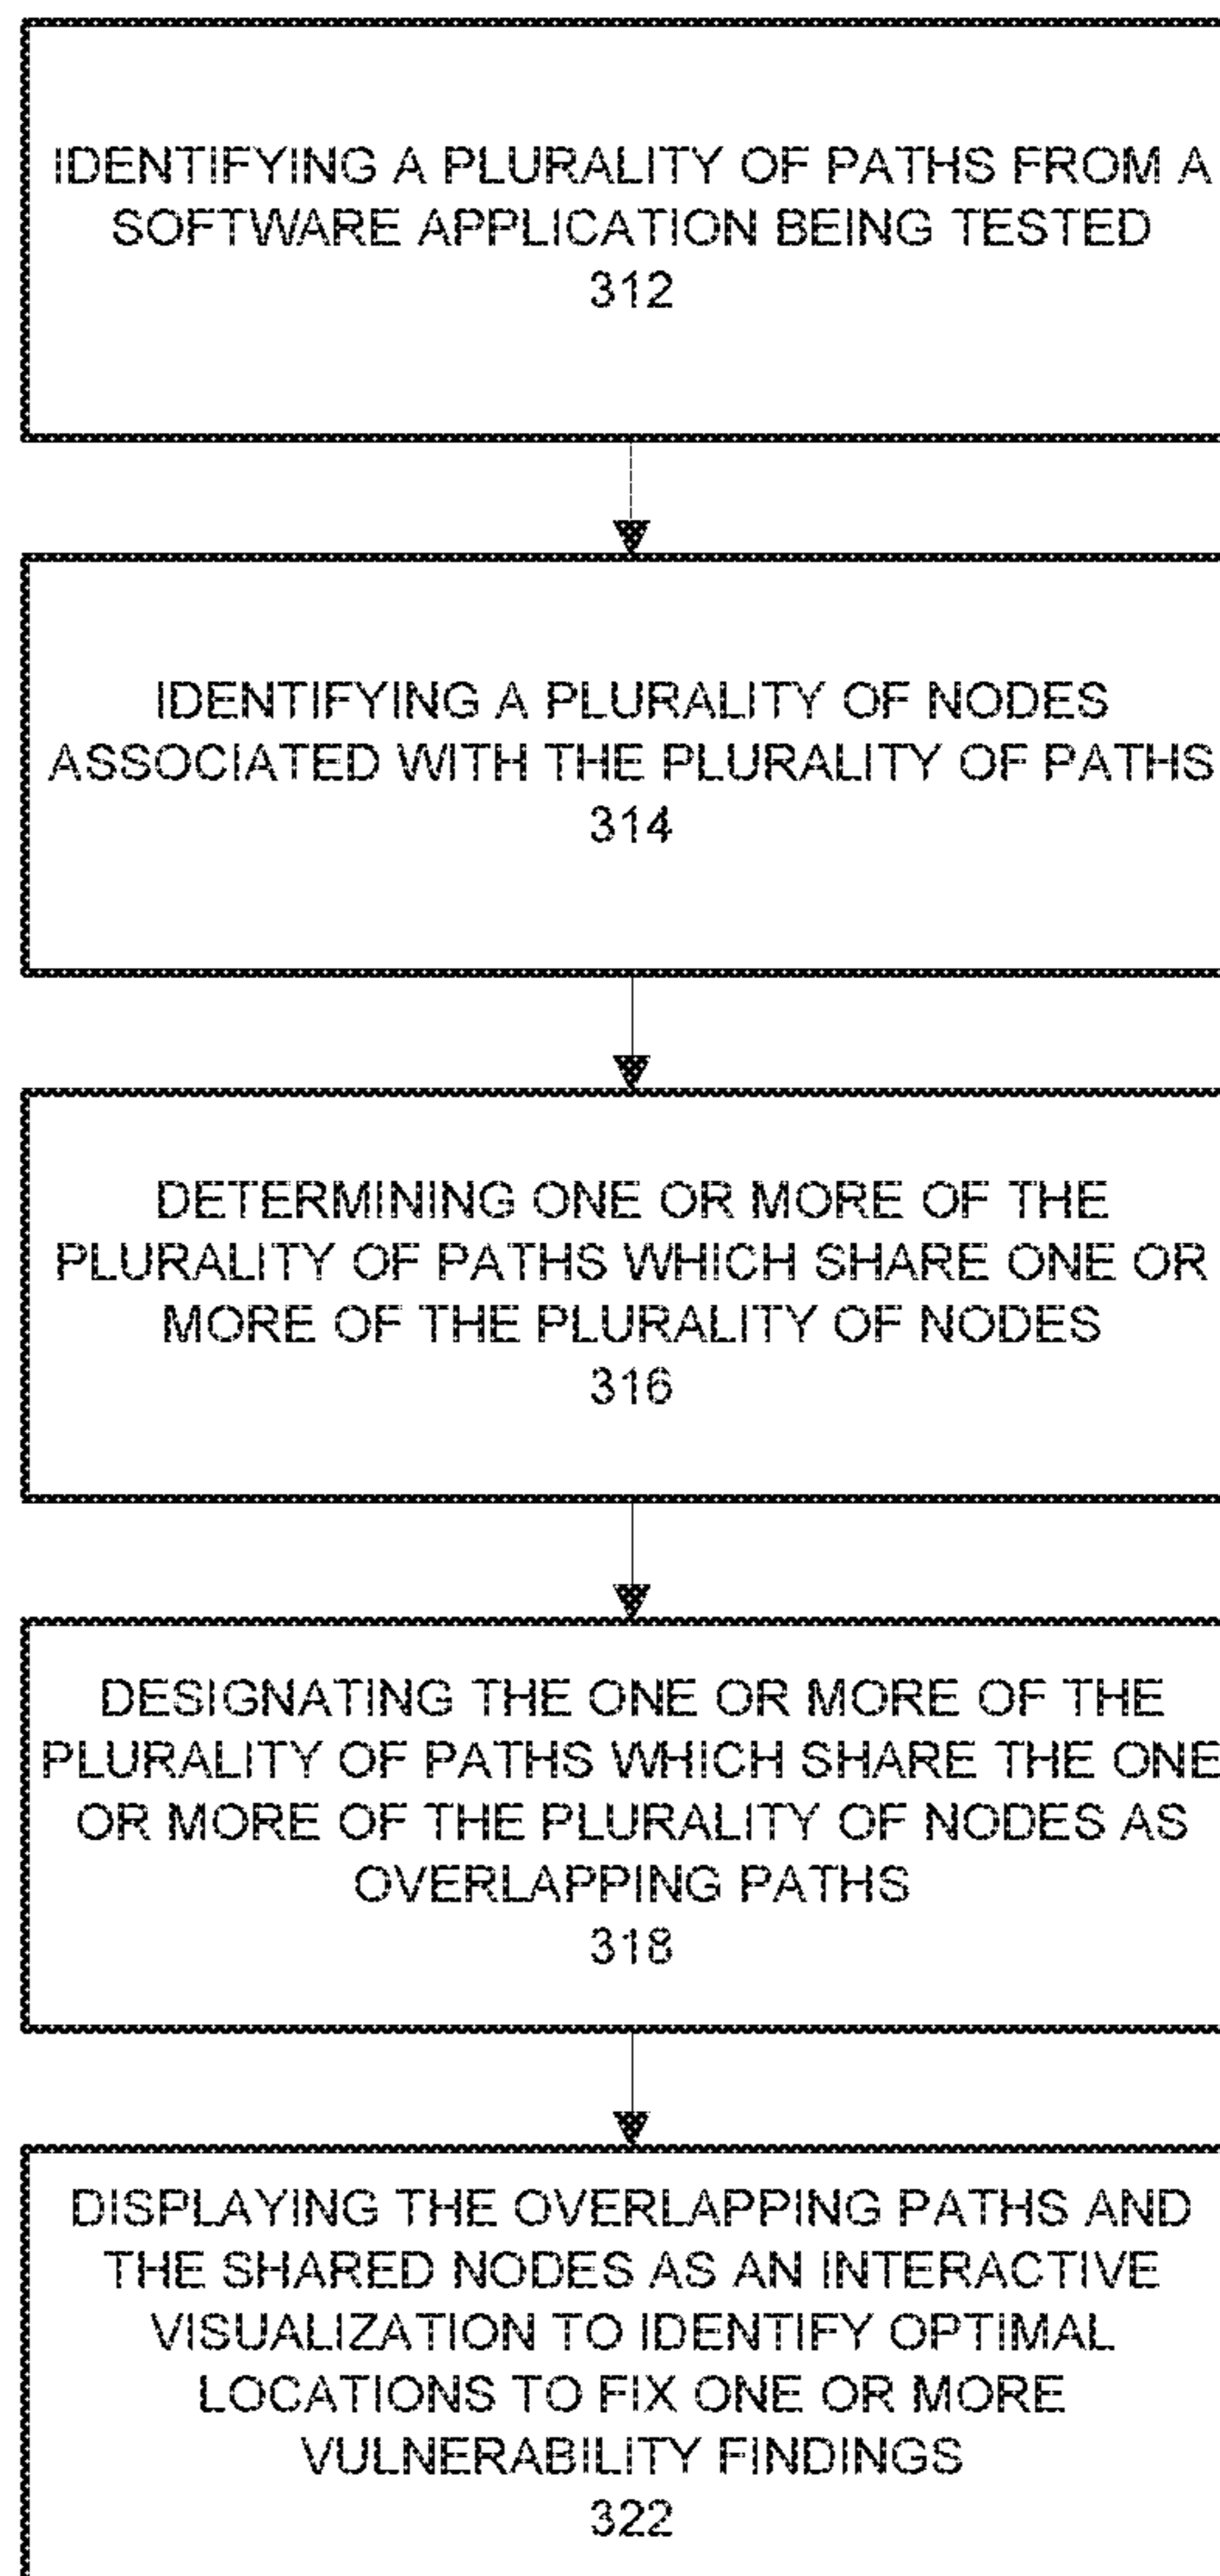 IDENTIFYING A PLURALITY OF PATHS FROM A
SOFTWARE APPLICATION BEING TESTED
312
IDENTIFYING A PLURALITY OF NODES
ASSOCIATED WITH THE PLURALITY OF PATHS
314
DETERMINING ONE OR MORE OF THE
PLURALITY OF PATHS WHICH SHARE ONE OR
MORE OF THE PLURALITY OF NODES
316
DESIGNATING THE ONE OR MORE OF THE
PLURALITY OF PATHS WHICH SHARE THE ONE
OR MORE OF THE PLURALITY OF NODES AS
OVERLAPPING PATHS
318
DISPLAYING THE OVERLAPPING PATHS AND
THE SHARED NODES AS AN INTERACTIVE
VISUALIZATION TO IDENTIFY OPTIMAL
LOCATIONS TO FIX ONE OR MORE
VULNERABILITY FINDINGS
322